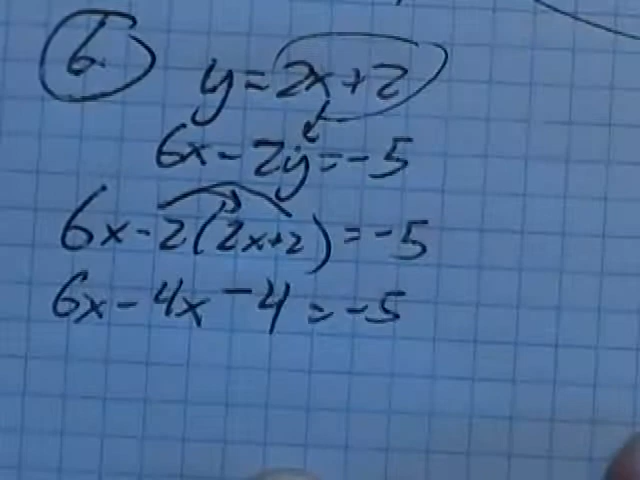 6. y = 2x + 2
6x - 2y = -5
6x - 2(2x+2) = -5
6x - 4x - 4 = -5